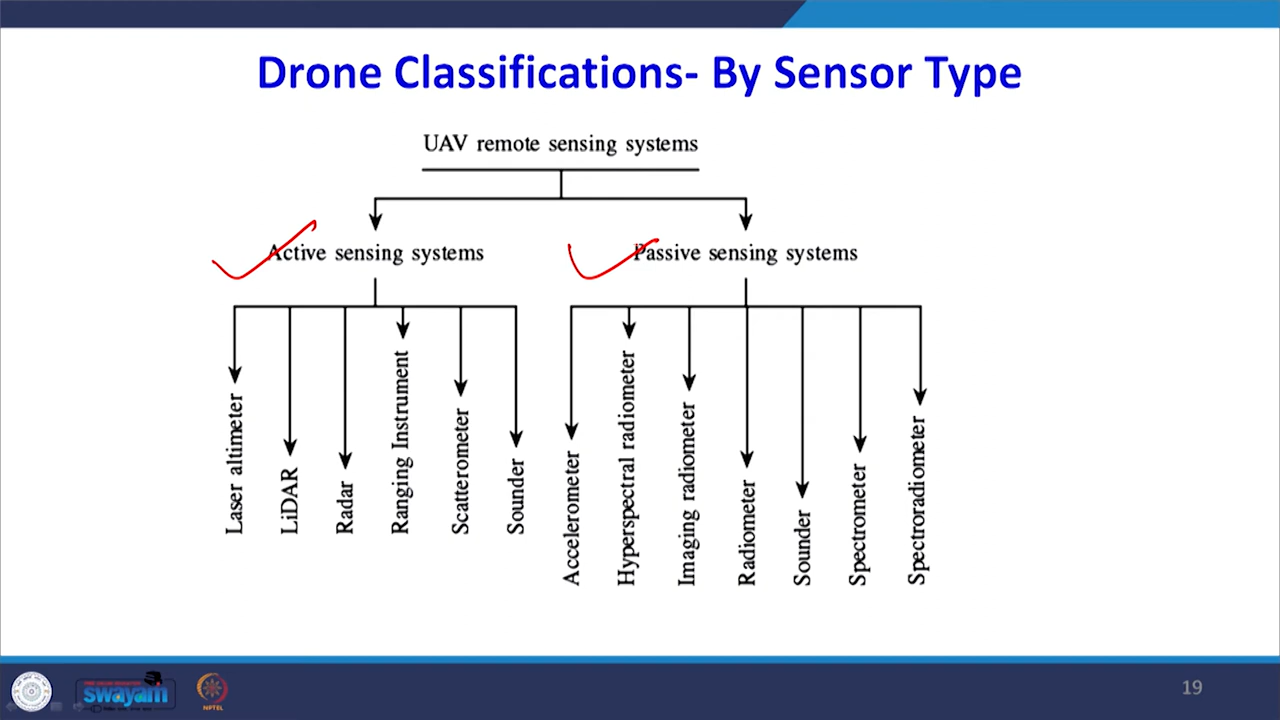 Drone Classifications- By Sensor Type
UAV remote sensing systems
Active sensing systems
Passive sensing systems
Laser altimeter
LiDAR
Radar
Ranging Instrument
Scatterometer
Sounder
Accelerometer
Hyperspectral radiometer
Imaging radiometer
Radiometer
Sounder
Spectrometer
Spectroradiometer
swayam
NPTEL
19